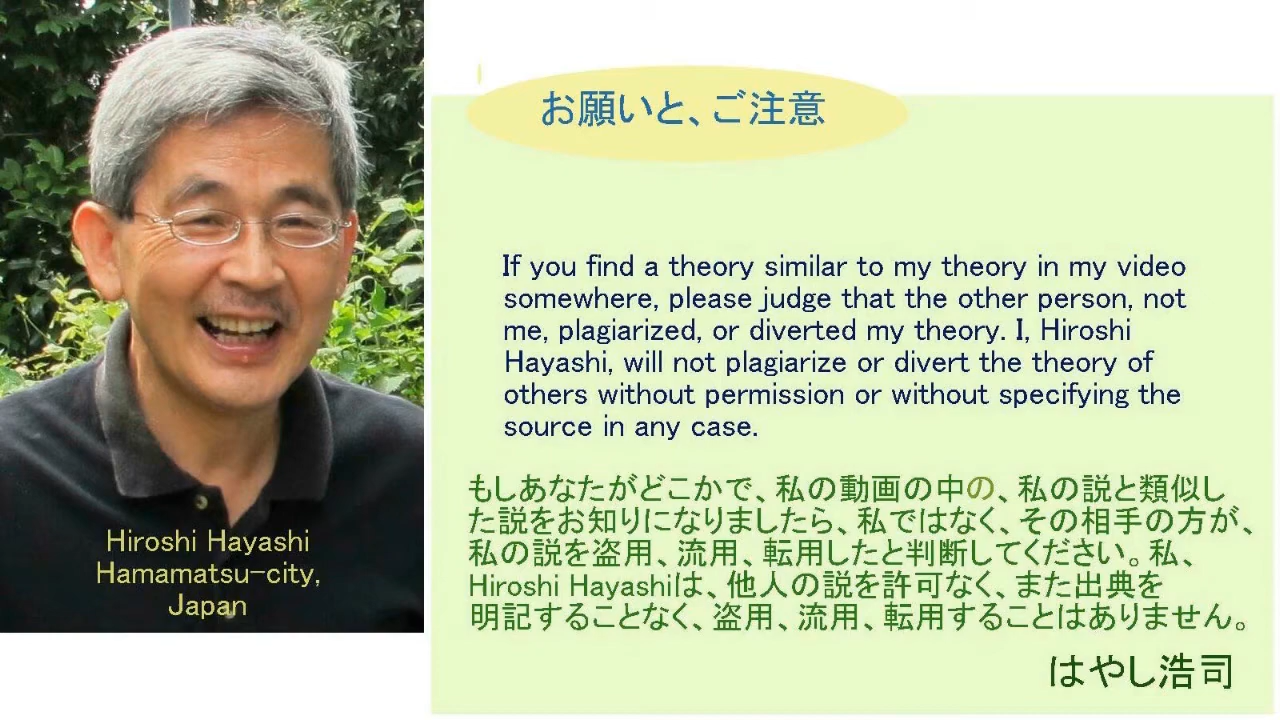 お願いと、ご注意
If you find a theory similar to my theory in my video
somewhere, please judge that the other person, not
me, plagiarized, or diverted my theory. I, Hiroshi
Hayashi, will not plagiarize or divert the theory of
others without permission or without specifying the
source in any case.
もしあなたがどこかで、私の動画の中の、私の説と類似し
た説をお知りになりましたら、私ではなく、その相手の方が、
私の説を盗用、流用、転用したと判断してください。私、
Hiroshi Hayashiは、他人の説を許可なく、また出典を
明記することなく、盗用、流用、転用することはありません。
はやし浩司
Hiroshi Hayashi
Hamamatsu-city,
Japan